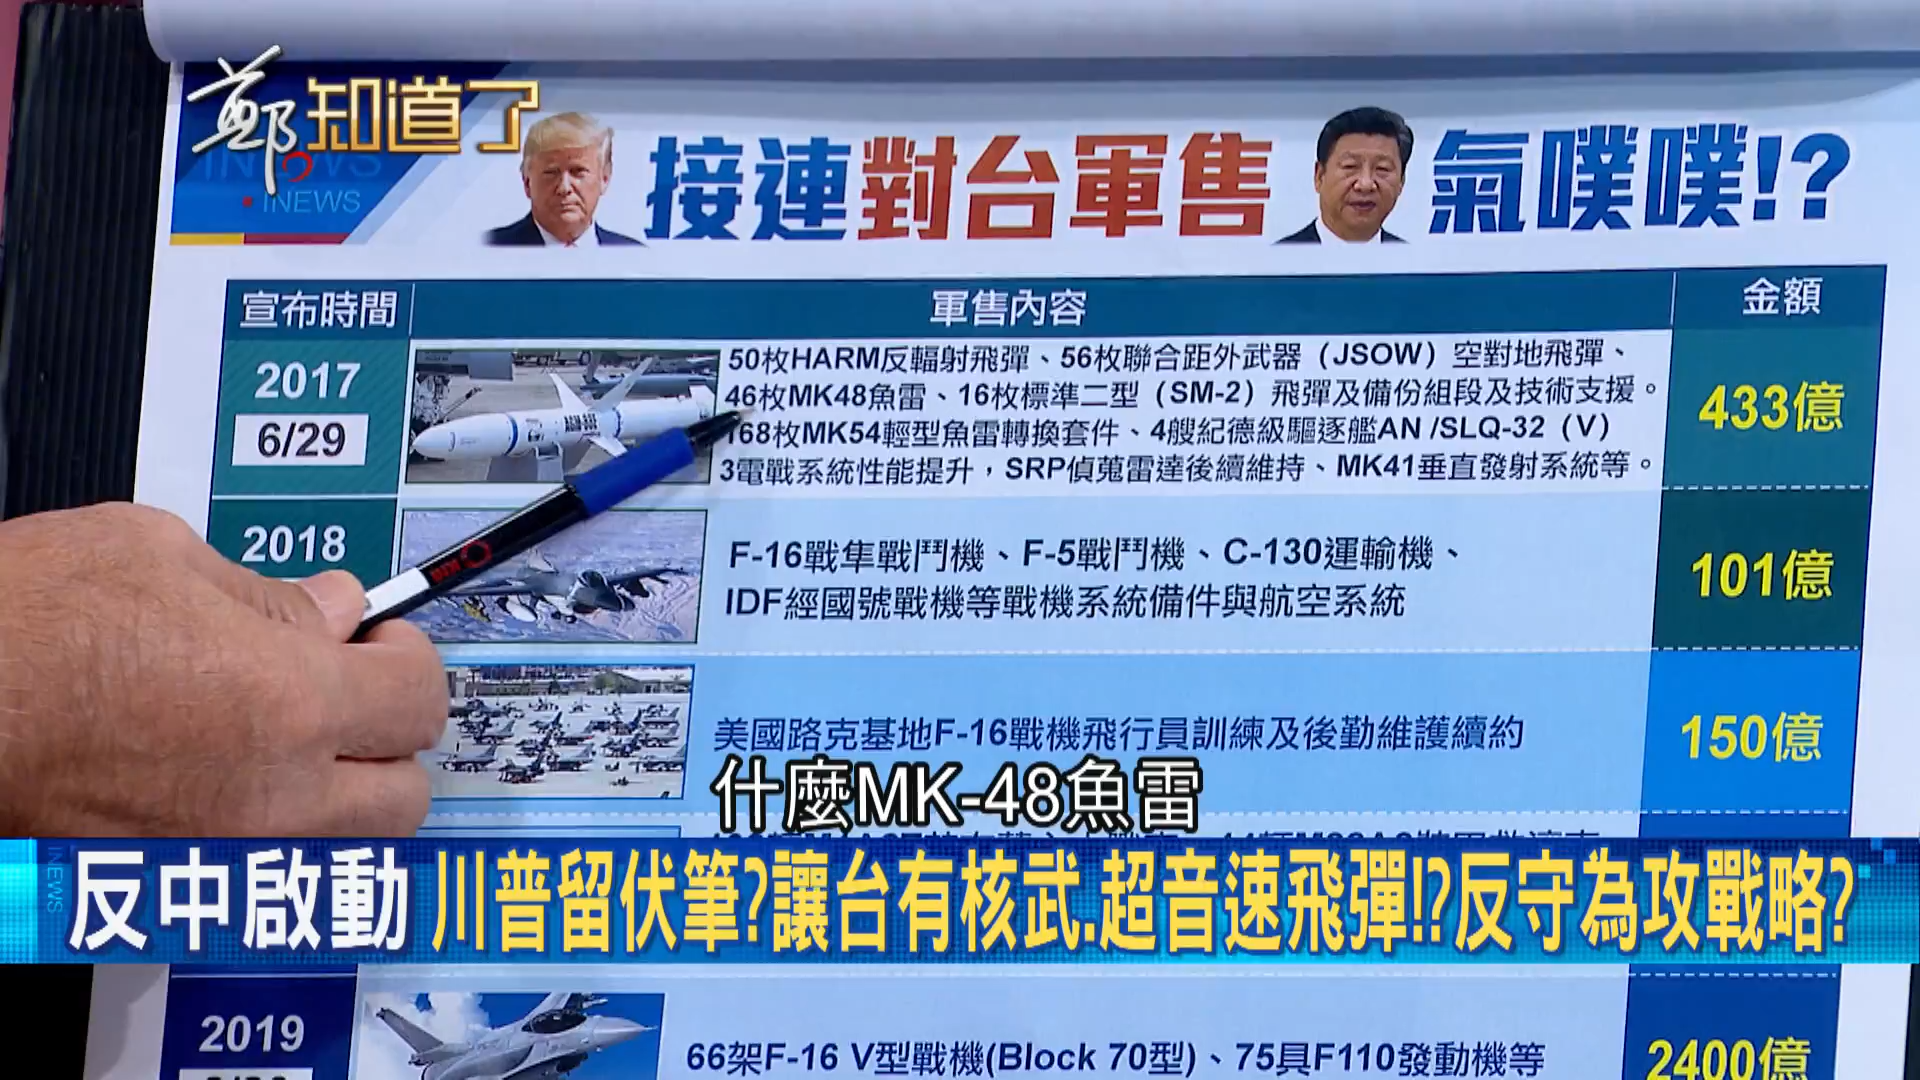 鄭知道了
INEWS
INEWS
接連對台軍售
氣噗噗!?
宣布時間
軍售內容
金額
2017
6/29
50枚HARM反輻射飛彈、56枚聯合距外武器（JSOW）空對地飛彈、
46枚MK48魚雷、16枚標準二型（SM-2）飛彈及備份組段及技術支援。
168枚MK54輕型魚雷轉換套件、4艘紀德級驅逐艦AN /SLQ-32（V）
3電戰系統性能提升，SRP偵蒐雷達後續維持、MK41垂直發射系統等。
433億
2018
F-16戰隼戰鬥機、F-5戰鬥機、C-130運輸機、
IDF經國號戰機等戰機系統備件與航空系統
101億
美國路克基地F-16戰機飛行員訓練及後勤維護續約
150億
什麼MK-48魚雷
INEWS
反中啟動
川普留伏筆?讓台有核武.超音速飛彈!?反守為攻戰略?
2019
66架F-16 V型戰機(Block 70型)、75具F110發動機等
2400億